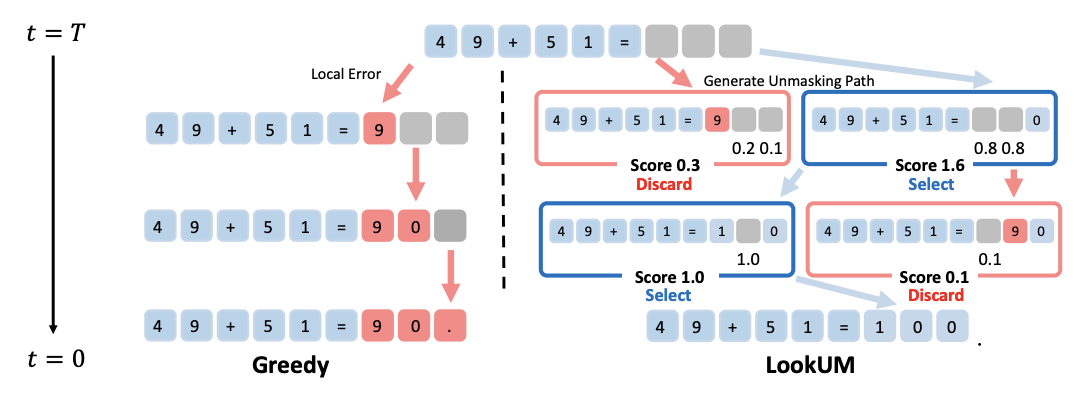 t = T
4 9 + 5 1 =
Local Error
Generate Unmasking Path
4 9 + 5 1 = 9
4 9 + 5 1 = 9
0.2 0.1
Score 0.3
Discard
4 9 + 5 1 = 0
0.8 0.8
Score 1.6
Select
4 9 + 5 1 = 9 0
4 9 + 5 1 = 1 0
1.0
Score 1.0
Select
4 9 + 5 1 = 9 0
0.1
Score 0.1
Discard
4 9 + 5 1 = 9 0 .
4 9 + 5 1 = 1 0 0 .
t = 0
Greedy
LookUM